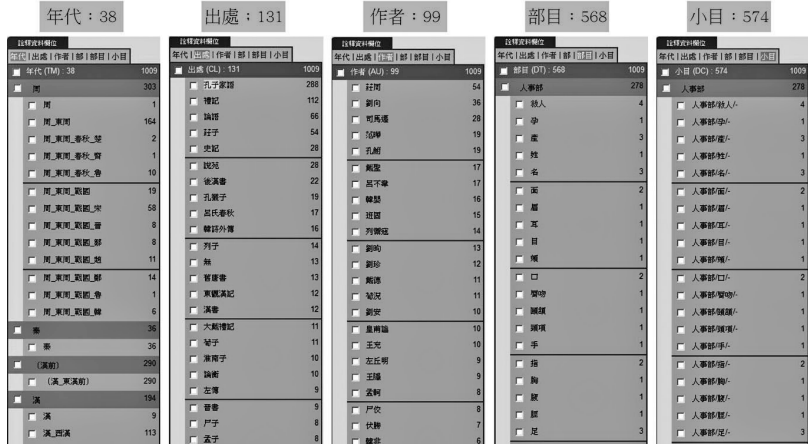 年代：38
詮釋資料欄位
年代|出處|作者|部|部目|小目
年代 (TM) : 38 1009
周 303
周 1
周_東周 164
周_東周_春秋_楚 2
周_東周_春秋_齊 1
周_東周_春秋_魯 10
周_東周_戰國 19
周_東周_戰國_宋 58
周_東周_戰國_晉 8
周_東周_戰國_鄒 8
周_東周_戰國_趙 11
周_東周_戰國_鄭 14
周_東周_戰國_魯 1
周_東周_戰國_韓 6
秦 36
秦 36
(漢前) 290
(漢_東漢前) 290
漢 194
漢 9
漢_西漢 113
出處：131
詮釋資料欄位
年代|出處|作者|部|部目|小目
出處 (CL) : 131 1009
孔子家語 288
禮記 112
論語 66
莊子 54
史記 28
說苑 28
後漢書 22
孔叢子 19
呂氏春秋 17
韓詩外傳 16
列子 14
無 13
舊唐書 13
東觀漢記 12
漢書 12
大戴禮記 11
荀子 11
淮南子 10
論衡 10
左傳 9
晉書 9
尸子 8
孟子 8
作者：99
詮釋資料欄位
年代|出處|作者|部|部目|小目
作者 (AU) : 99 1009
莊周 54
劉向 36
司馬遷 28
范曄 19
孔鮒 19
戴聖 17
呂不韋 17
韓嬰 16
班固 15
列禦寇 14
劉昫 13
劉珍 12
戴德 11
荀況 11
劉安 10
皇甫謐 10
王充 10
左丘明 9
王隱 9
孟軻 8
尸佼 8
伏勝 7
韓非 6
部目：568
詮釋資料欄位
年代|出處|作者|部|部目|小目
部目 (DT) : 568 1009
人事部 278
敘人 4
孕 1
產 3
姓 1
名 3
面 2
眉 1
耳 1
目 1
頰 1
口 2
脣吻 1
頭項 1
手 1
指 2
胸 1
腹 1
脛 1
足 3
小目：574
詮釋資料欄位
年代|出處|作者|部|部目|小目
小目 (DC) : 574 1009
人事部 278
人事部/敘人/- 4
人事部/孕/- 1
人事部/產/- 3
人事部/姓/- 1
人事部/名/- 3
人事部/面/- 2
人事部/眉/- 1
人事部/耳/- 1
人事部/目/- 1
人事部/頰/- 1
人事部/口/- 2
人事部/脣吻/- 1
人事部/頭項/- 1
人事部/手/- 1
人事部/指/- 2
人事部/胸/- 1
人事部/腹/- 1
人事部/脛/- 1
人事部/足/- 3